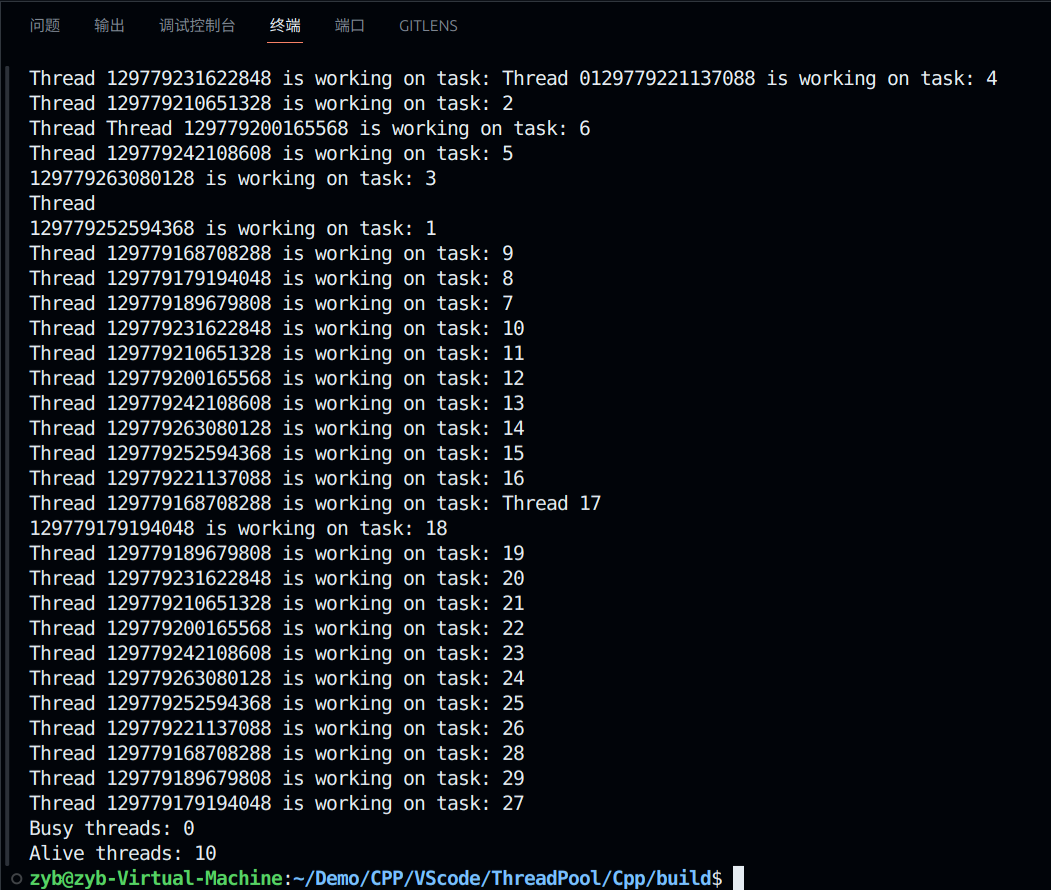 问题 输出 调试控制台 终端 端口 GITLENS
Thread 129779231622848 is working on task: Thread 0129779221137088 is working on task: 4
Thread 129779210651328 is working on task: 2
Thread Thread 129779200165568 is working on task: 6
Thread 129779242108608 is working on task: 5
129779263080128 is working on task: 3
Thread
129779252594368 is working on task: 1
Thread 129779168708288 is working on task: 9
Thread 129779179194048 is working on task: 8
Thread 129779189679808 is working on task: 7
Thread 129779231622848 is working on task: 10
Thread 129779210651328 is working on task: 11
Thread 129779200165568 is working on task: 12
Thread 129779242108608 is working on task: 13
Thread 129779263080128 is working on task: 14
Thread 129779252594368 is working on task: 15
Thread 129779221137088 is working on task: 16
Thread 129779168708288 is working on task: Thread 17
129779179194048 is working on task: 18
Thread 129779189679808 is working on task: 19
Thread 129779231622848 is working on task: 20
Thread 129779210651328 is working on task: 21
Thread 129779200165568 is working on task: 22
Thread 129779242108608 is working on task: 23
Thread 129779263080128 is working on task: 24
Thread 129779252594368 is working on task: 25
Thread 129779221137088 is working on task: 26
Thread 129779168708288 is working on task: 28
Thread 129779189679808 is working on task: 29
Thread 129779179194048 is working on task: 27
Busy threads: 0
Alive threads: 10
zyb@zyb-Virtual-Machine:~/Demo/CPP/VScode/ThreadPool/Cpp/build$